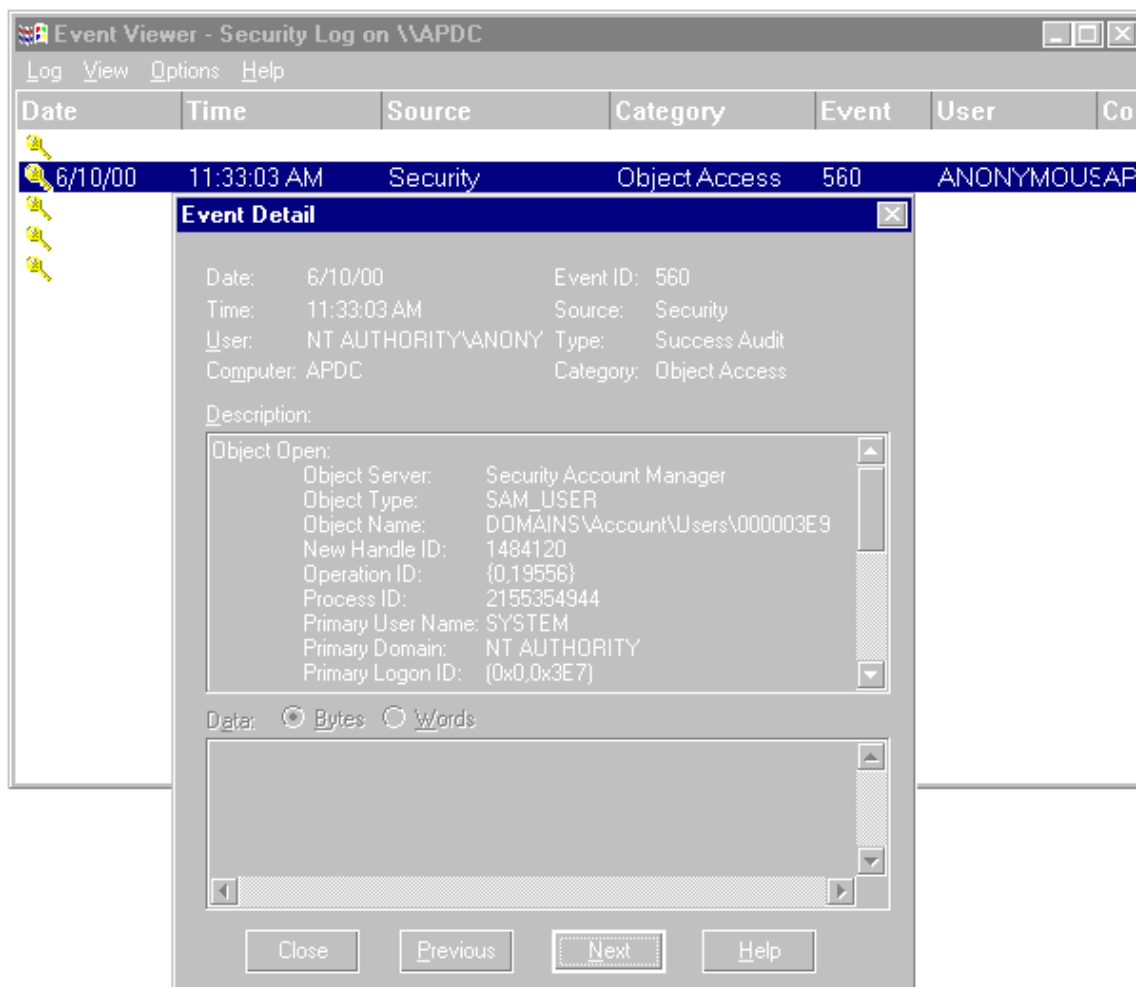 Event Viewer - Security Log on \\APDC
Log View Options Help
Date Time Source Category Event User Co
6/10/00 11:33:03 AM Security Object Access 560 ANONYMOUS AP
Event Detail
Date: 6/10/00 Event ID: 560
Time: 11:33:03 AM Source: Security
User: NT AUTHORITY\ANONY Type: Success Audit
Computer: APDC Category: Object Access
Description:
Object Open:
Object Server: Security Account Manager
Object Type: SAM_USER
Object Name: DOMAINS\Account\Users\000003E9
New Handle ID: 1484120
Operation ID: {0,19556}
Process ID: 2155354944
Primary User Name: SYSTEM
Primary Domain: NT AUTHORITY
Primary Logon ID: (0x0,0x3E7)
Data: Bytes Words
Close Previous Next Help